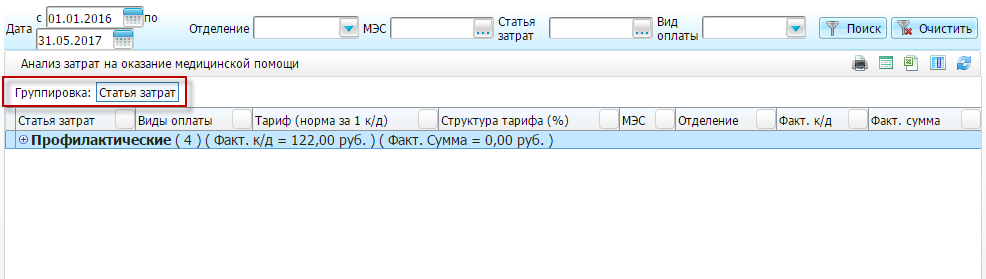 Дата с 01.01.2016 по
31.05.2017
Отделение МЭС Статья затрат Вид оплаты Поиск Очистить
Анализ затрат на оказание медицинской помощи
Группировка: Статья затрат
Статья затрат Виды оплаты Тариф (норма за 1 к/д) Структура тарифа (%) МЭС Отделение Факт. к/д Факт. сумма
Профилактические ( 4 ) ( Факт. к/д = 122,00 руб. ) ( Факт. Сумма = 0,00 руб. )